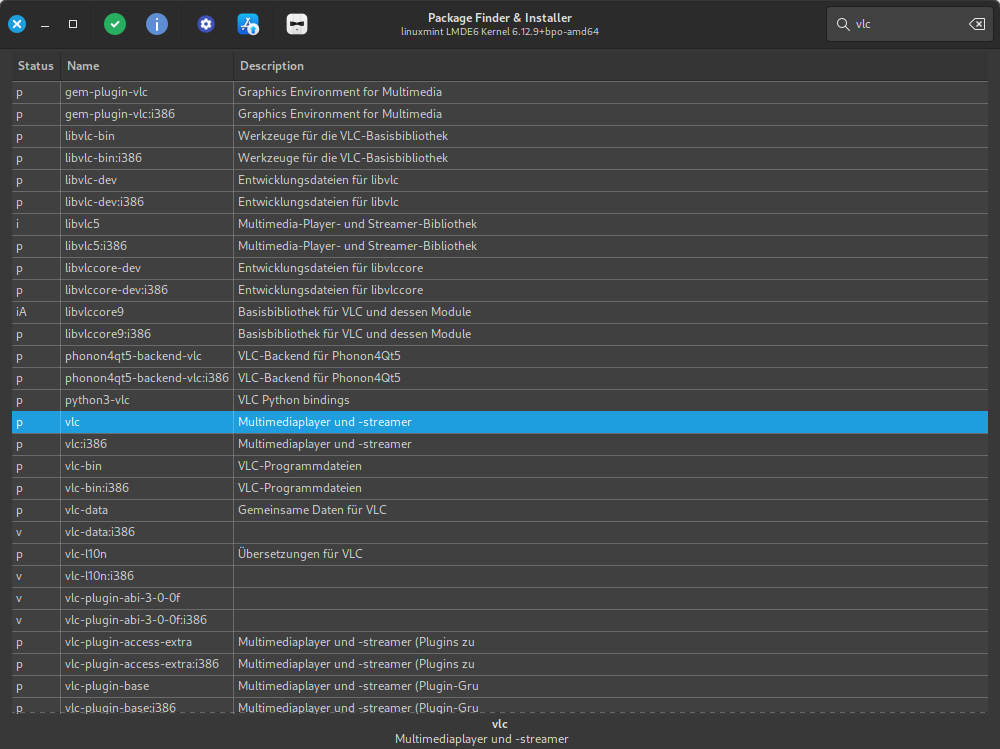 Package Finder & Installer
linuxmint LMDE6 Kernel 6.12.9+bpo-amd64
vlc
Status Name Description
p gem-plugin-vlc Graphics Environment for Multimedia
p gem-plugin-vlc:i386 Graphics Environment for Multimedia
p libvlc-bin Werkzeuge für die VLC-Basisbibliothek
p libvlc-bin:i386 Werkzeuge für die VLC-Basisbibliothek
p libvlc-dev Entwicklungsdateien für libvlc
p libvlc-dev:i386 Entwicklungsdateien für libvlc
i libvlc5 Multimedia-Player- und Streamer-Bibliothek
p libvlc5:i386 Multimedia-Player- und Streamer-Bibliothek
p libvlccore-dev Entwicklungsdateien für libvlccore
p libvlccore-dev:i386 Entwicklungsdateien für libvlccore
iA libvlccore9 Basisbibliothek für VLC und dessen Module
p libvlccore9:i386 Basisbibliothek für VLC und dessen Module
p phonon4qt5-backend-vlc VLC-Backend für Phonon4Qt5
p phonon4qt5-backend-vlc:i386 VLC-Backend für Phonon4Qt5
p python3-vlc VLC Python bindings
p vlc Multimediaplayer und -streamer
p vlc:i386 Multimediaplayer und -streamer
p vlc-bin VLC-Programmdateien
p vlc-bin:i386 VLC-Programmdateien
p vlc-data Gemeinsame Daten für VLC
v vlc-data:i386
p vlc-l10n Übersetzungen für VLC
v vlc-l10n:i386
v vlc-plugin-abi-3-0-0f
v vlc-plugin-abi-3-0-0f:i386
p vlc-plugin-access-extra Multimediaplayer und -streamer (Plugins zu
p vlc-plugin-access-extra:i386 Multimediaplayer und -streamer (Plugins zu
p vlc-plugin-base Multimediaplayer und -streamer (Plugin-Gru
p vlc-plugin-base:i386 Multimediaplayer und -streamer (Plugin-Gru
vlc
Multimediaplayer und -streamer